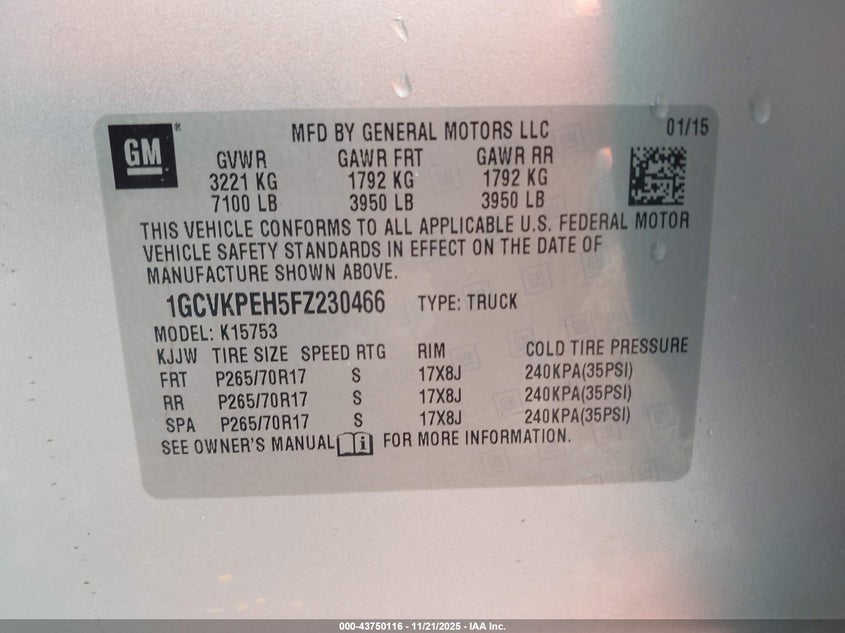 GM ®
MFD BY GENERAL MOTORS LLC 01/15
GVWR GAWR FRT GAWR RR
3221 KG 1792 KG 1792 KG
7100 LB 3950 LB 3950 LB
THIS VEHICLE CONFORMS TO ALL APPLICABLE U.S. FEDERAL MOTOR
VEHICLE SAFETY STANDARDS IN EFFECT ON THE DATE OF
MANUFACTURE SHOWN ABOVE.
1GCVKPEH5FZ230466 TYPE: TRUCK
MODEL: K15753
KJJW TIRE SIZE SPEED RTG RIM COLD TIRE PRESSURE
FRT P265/70R17 S 17X8J 240KPA(35PSI)
RR P265/70R17 S 17X8J 240KPA(35PSI)
SPA P265/70R17 S 17X8J 240KPA(35PSI)
SEE OWNER'S MANUAL FOR MORE INFORMATION.
000-43750116 - 11/21/2025 - IAA Inc.